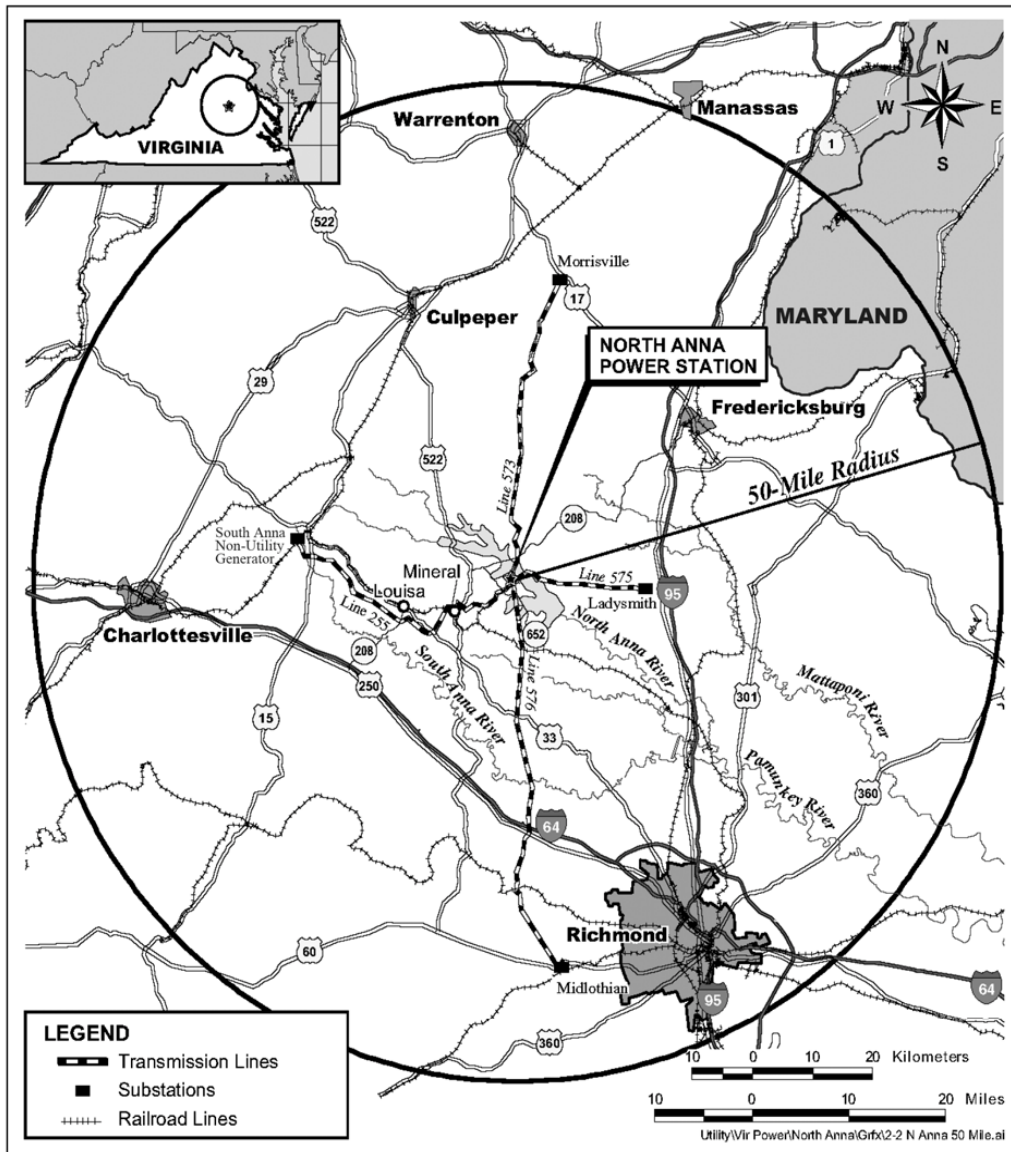 VIRGINIA
N
W
E
S
Manassas
Warrenton
1
522
Morrisville
17
Culpeper
MARYLAND
NORTH ANNA
POWER STATION
29
Fredericksburg
522
50-Mile Radius
Line 573
208
South Anna
Non-Utility
Generator
Mineral
Line 575
Louisa
Ladysmith
95
Line 255
Charlottesville
652
North Anna River
208
South Anna River
Line 576
250
Mattaponi River
301
15
33
Pamunkey River
360
64
Richmond
60
Midlothian
64
95
360
LEGEND
Transmission Lines
Substations
Railroad Lines
10 0 10 20 Kilometers
10 0 10 20 Miles
Utility\Vir Power\North Anna\Grfx\2-2 N Anna 50 Mile.ai